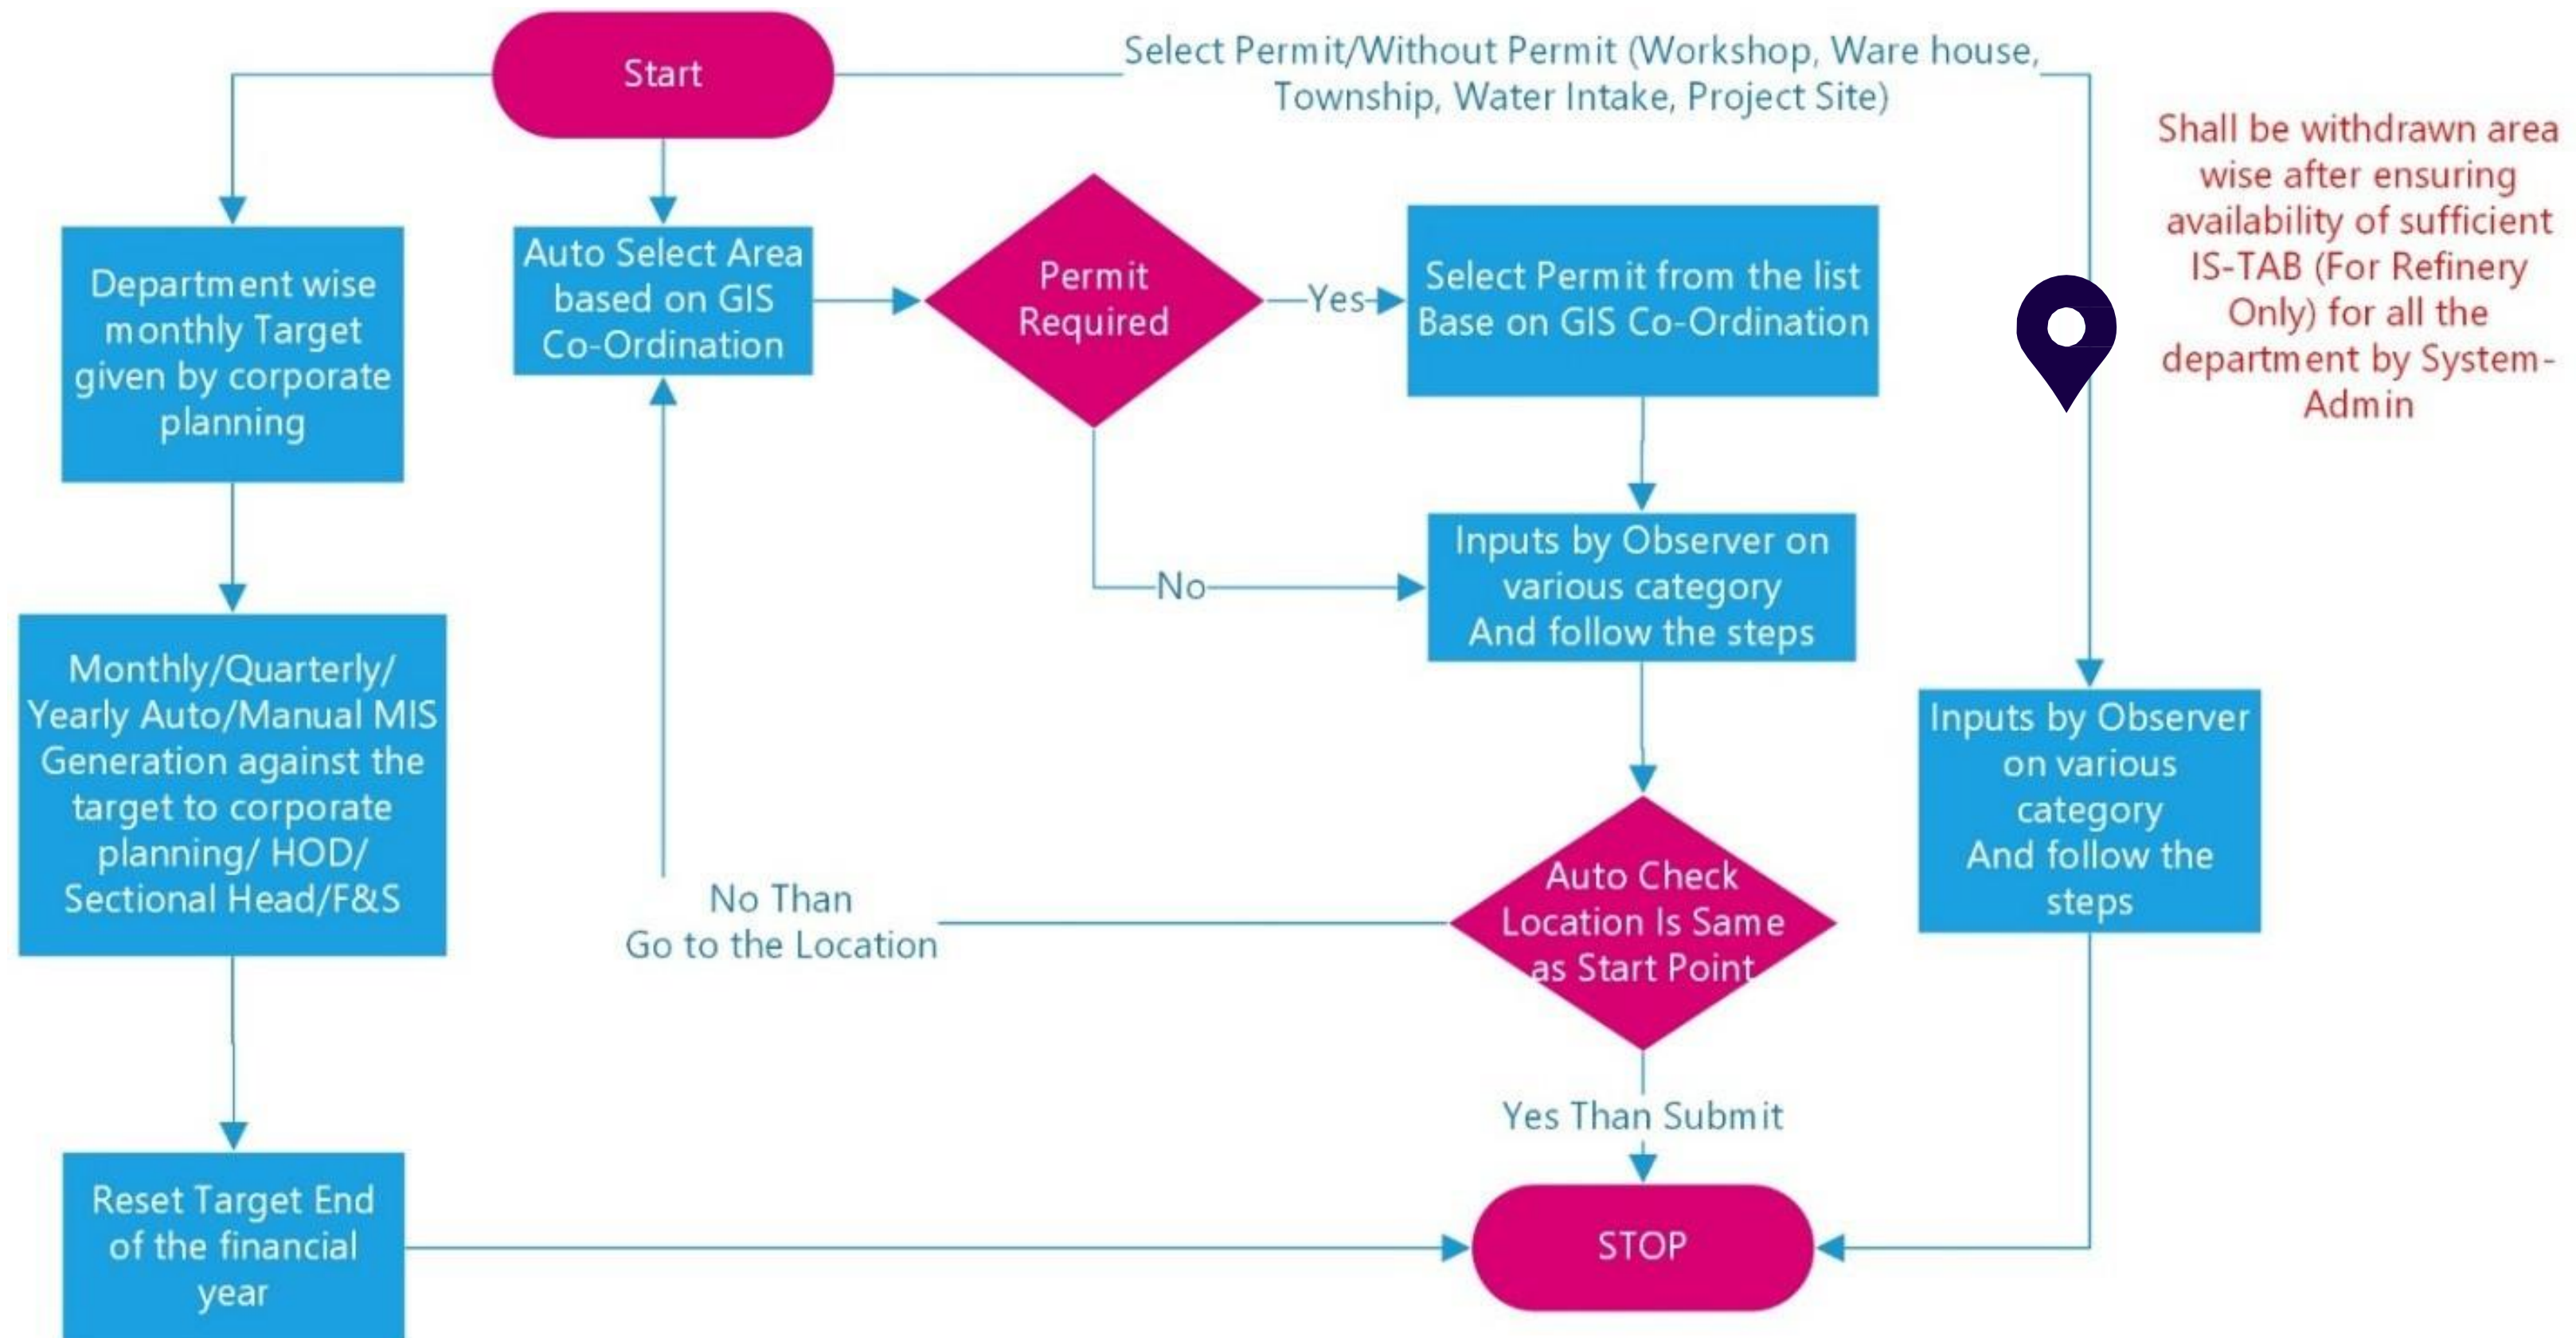 Start
Select Permit/Without Permit (Workshop, Ware house,
Township, Water Intake, Project Site)
Shall be withdrawn area
wise after ensuring
availability of sufficient
IS-TAB (For Refinery
Only) for all the
department by System-
Admin
Department wise
monthly Target
given by corporate
planning
Auto Select Area
based on GIS
Co-Ordination
Permit
Required
Yes
Select Permit from the list
Base on GIS Co-Ordination
No
Inputs by Observer on
various category
And follow the steps
Monthly/Quarterly/
Yearly Auto/Manual MIS
Generation against the
target to corporate
planning/ HOD/
Sectional Head/F&S
Inputs by Observer
on various
category
And follow the
steps
No Than
Go to the Location
Auto Check
Location Is Same
as Start Point
Yes Than Submit
Reset Target End
of the financial
year
STOP